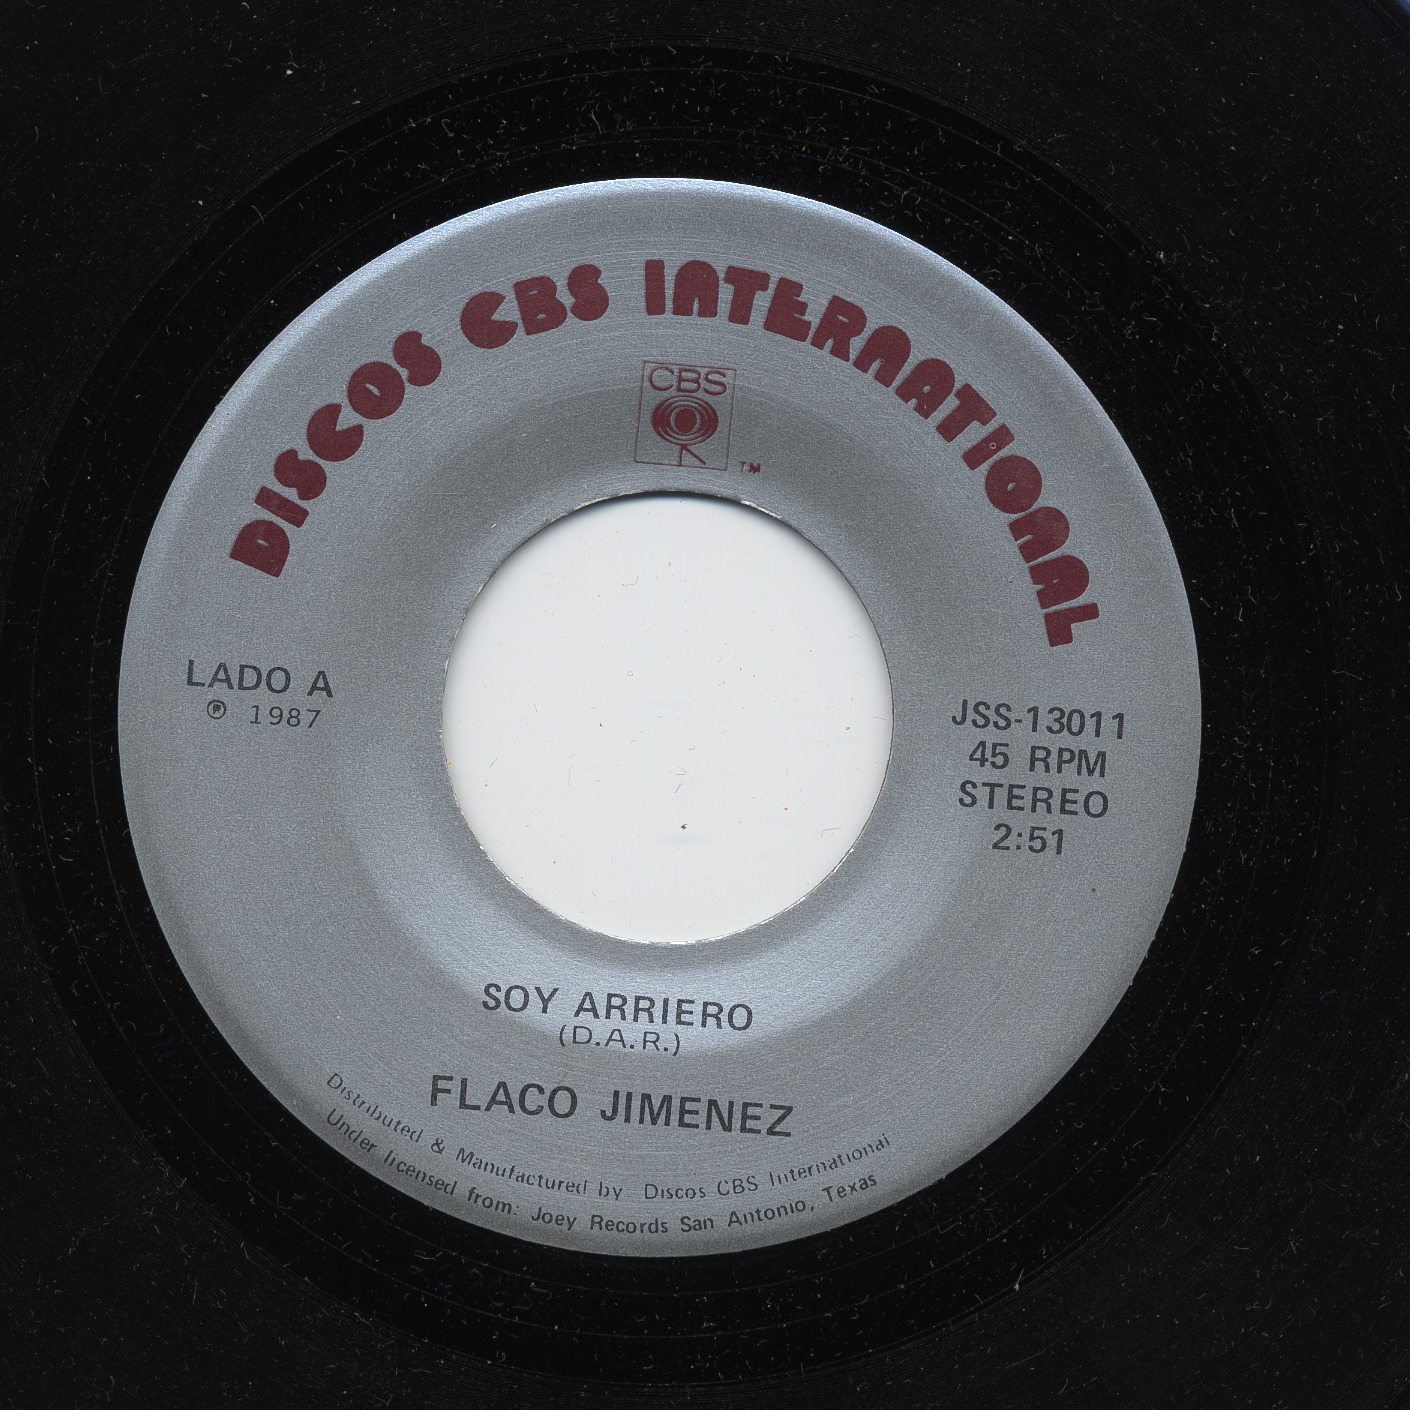 DISCOS CBS INTERNATIONAL
CBS
TM
LADO A
℗ 1987
JSS-13011
45 RPM
STEREO
2:51
SOY ARRIERO
(D.A.R.)
FLACO JIMENEZ
Distributed & Manufactured by Discos CBS International
Under licensed from: Joey Records San Antonio, Texas